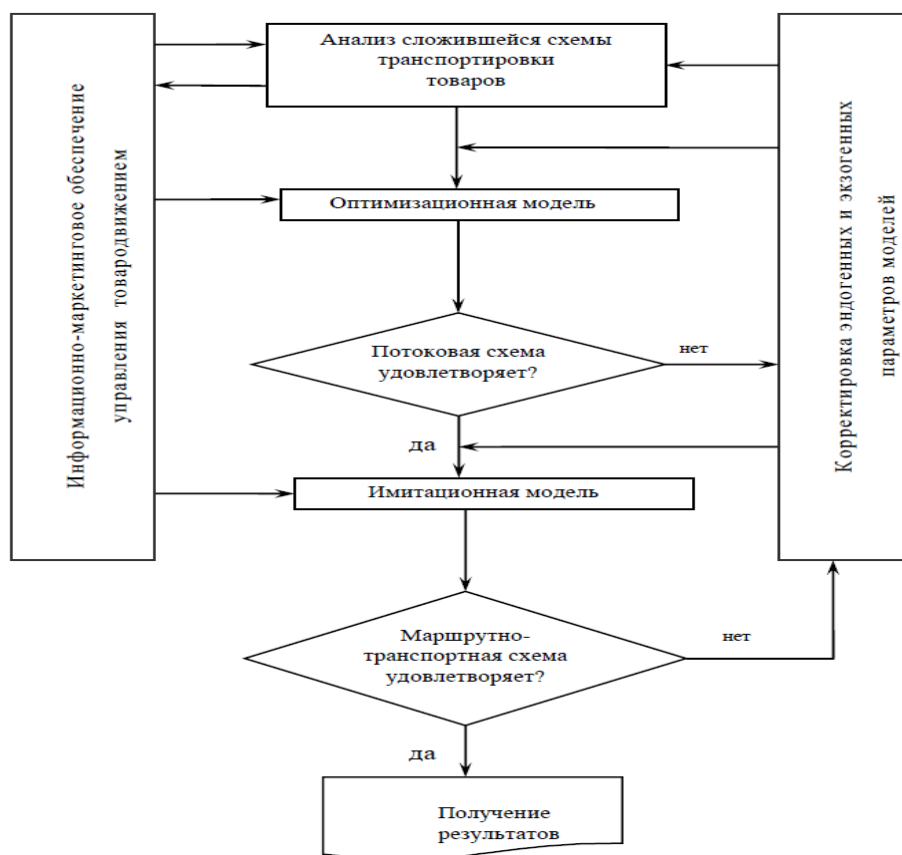 Информационно-маркетинговое обеспечение
управления товародвижением
Анализ сложившейся схемы
транспортировки
товаров
Оптимизационная модель
Потоковая схема
удовлетворяет?
нет
да
Имитационная модель
Маршрутно-
транспортная схема
удовлетворяет?
нет
да
Получение
результатов
Корректировка эндогенных и экзогенных
параметров моделей